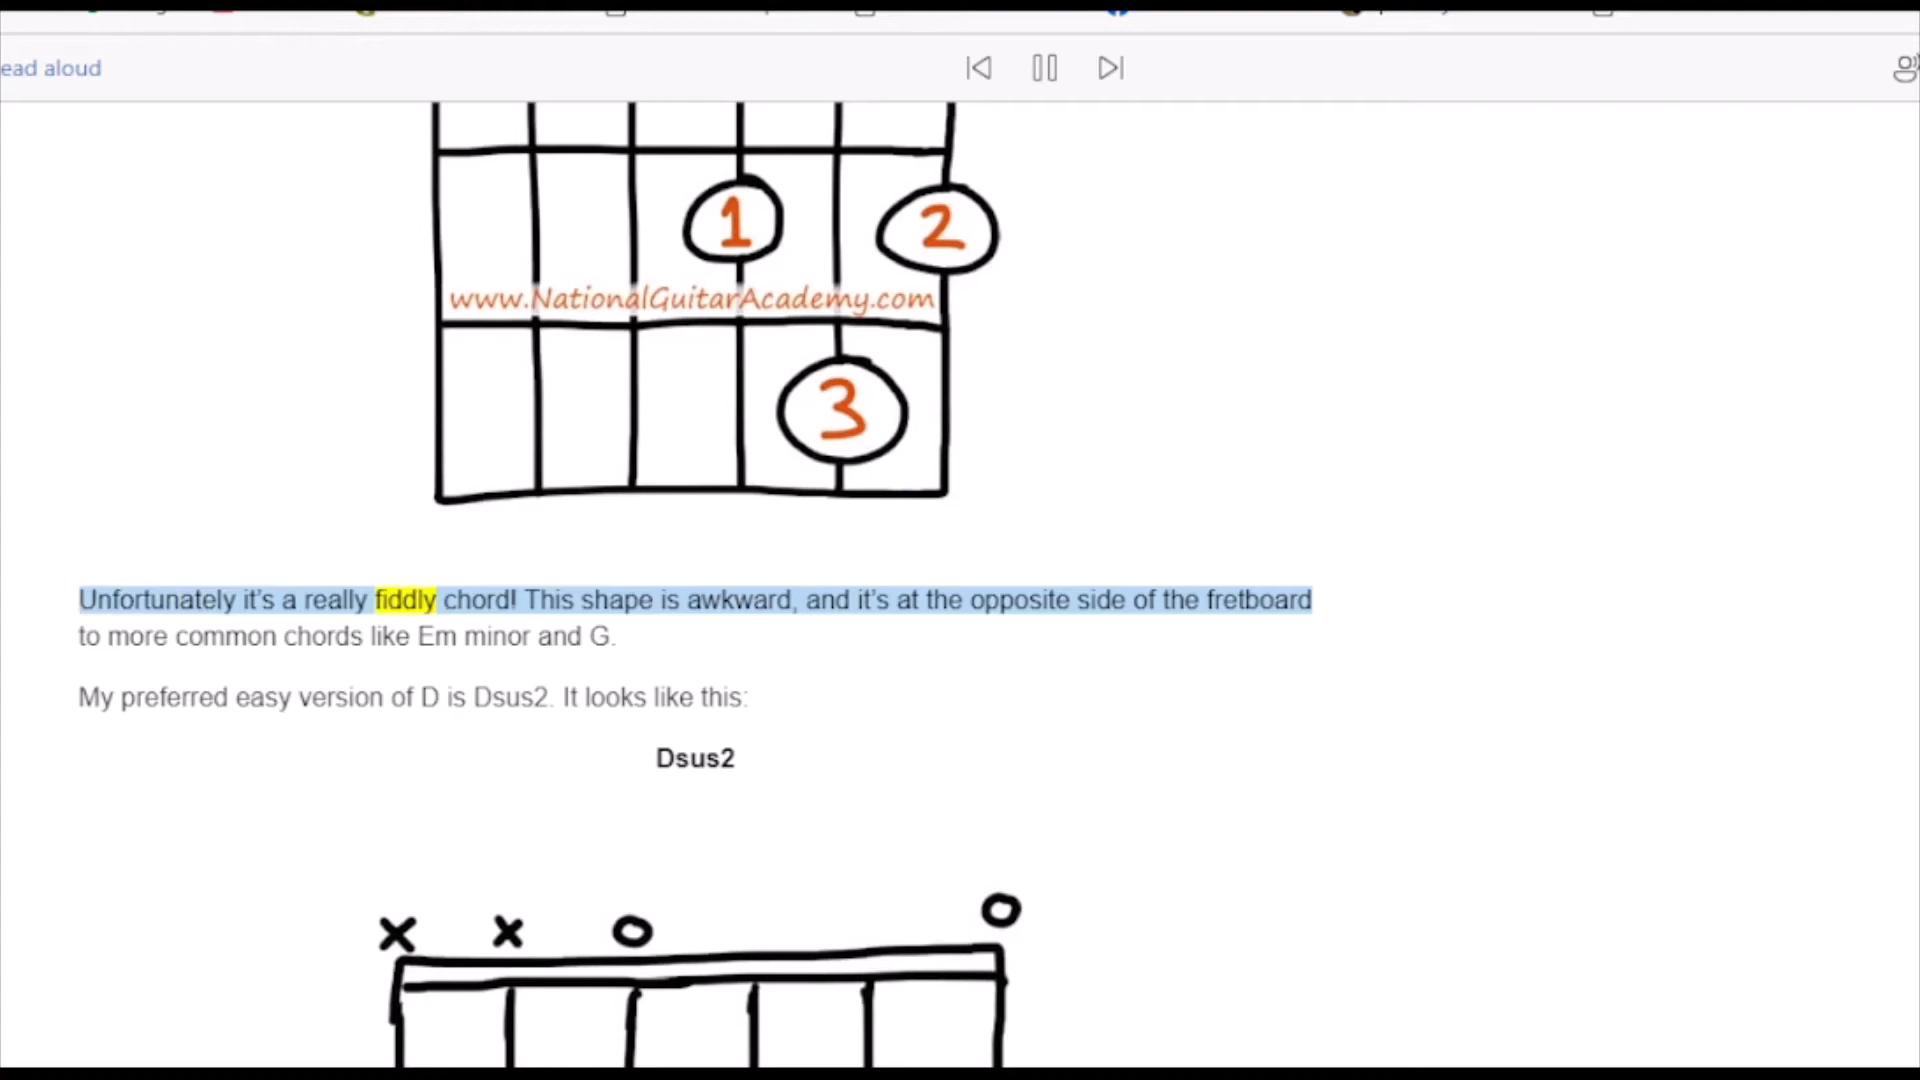 ead aloud
1
2
www.NationalGuitarAcademy.com
3
Unfortunately it's a really fiddly chord! This shape is awkward, and it's at the opposite side of the fretboard
to more common chords like Em minor and G.
My preferred easy version of D is Dsus2. It looks like this:
Dsus2
x x o o